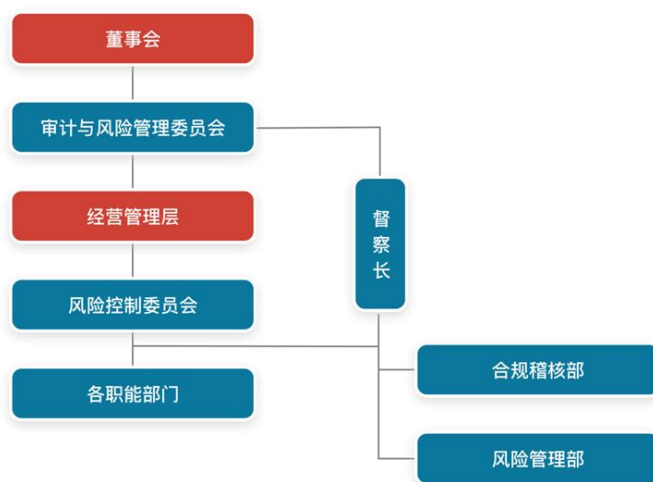 董事会
审计与风险管理委员会
经营管理层
督察长
风险控制委员会
各职能部门
合规稽核部
风险管理部